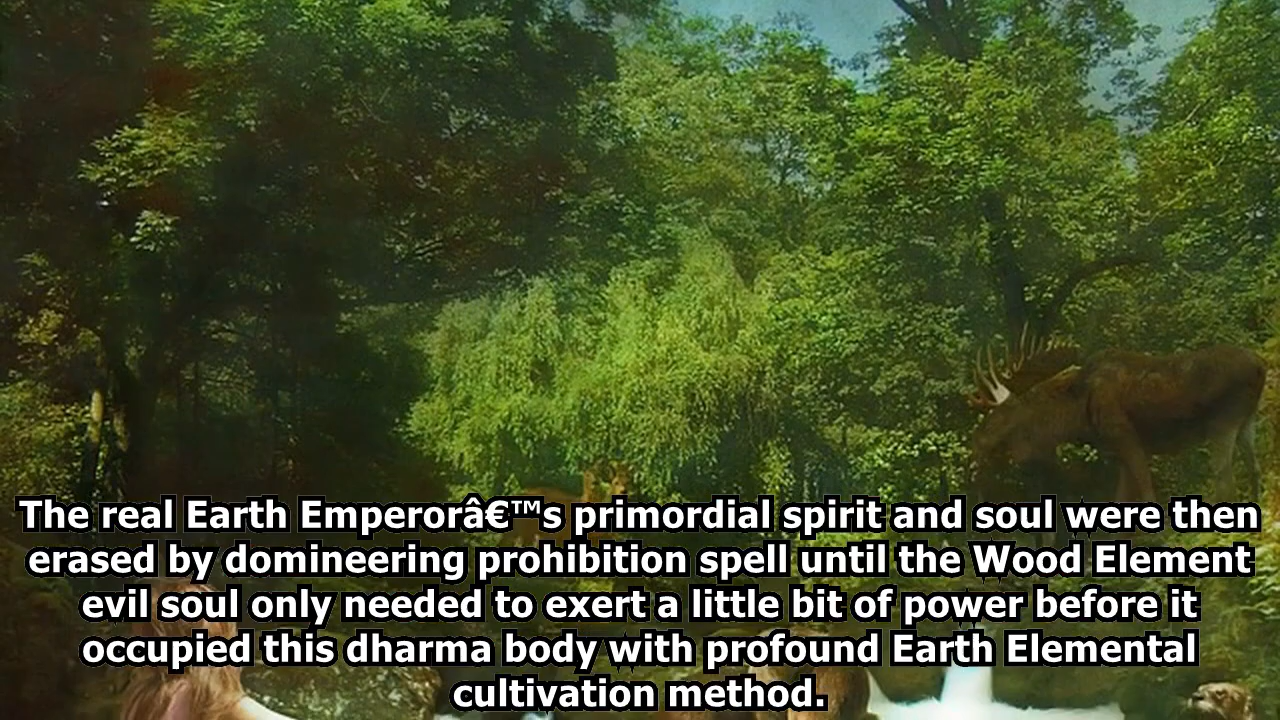 The real Earth Emperorâ€™s primordial spirit and soul were then
erased by domineering prohibition spell until the Wood Element
evil soul only needed to exert a little bit of power before it
occupied this dharma body with profound Earth Elemental
cultivation method.